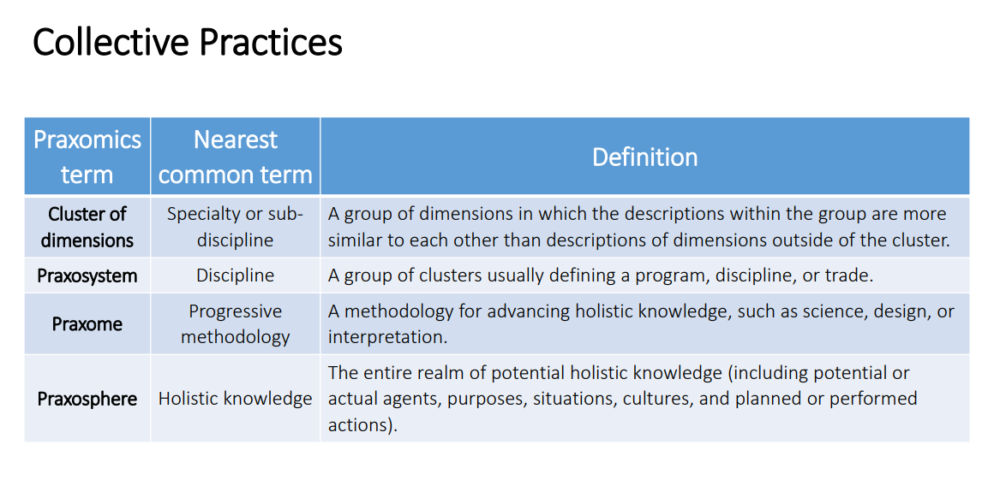 Collective Practices
Praxomics
term
Nearest
common term
Definition
Cluster of
dimensions
Specialty or sub-
discipline
A group of dimensions in which the descriptions within the group are more
similar to each other than descriptions of dimensions outside of the cluster.
Praxosystem
Discipline
A group of clusters usually defining a program, discipline, or trade.
Praxome
Progressive
methodology
A methodology for advancing holistic knowledge, such as science, design, or
interpretation.
Praxosphere
Holistic knowledge
The entire realm of potential holistic knowledge (including potential or
actual agents, purposes, situations, cultures, and planned or performed
actions).